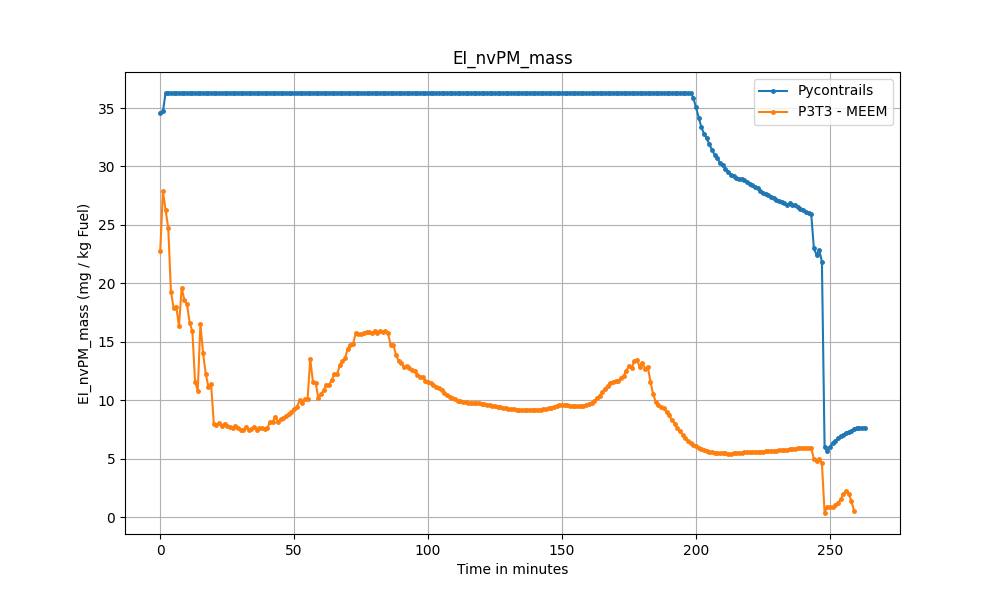 EI_nvPM_mass
Pycontrails
P3T3 - MEEM
EI_nvPM_mass (mg / kg Fuel)
35
30
25
20
15
10
5
0
0 50 100 150 200 250
Time in minutes